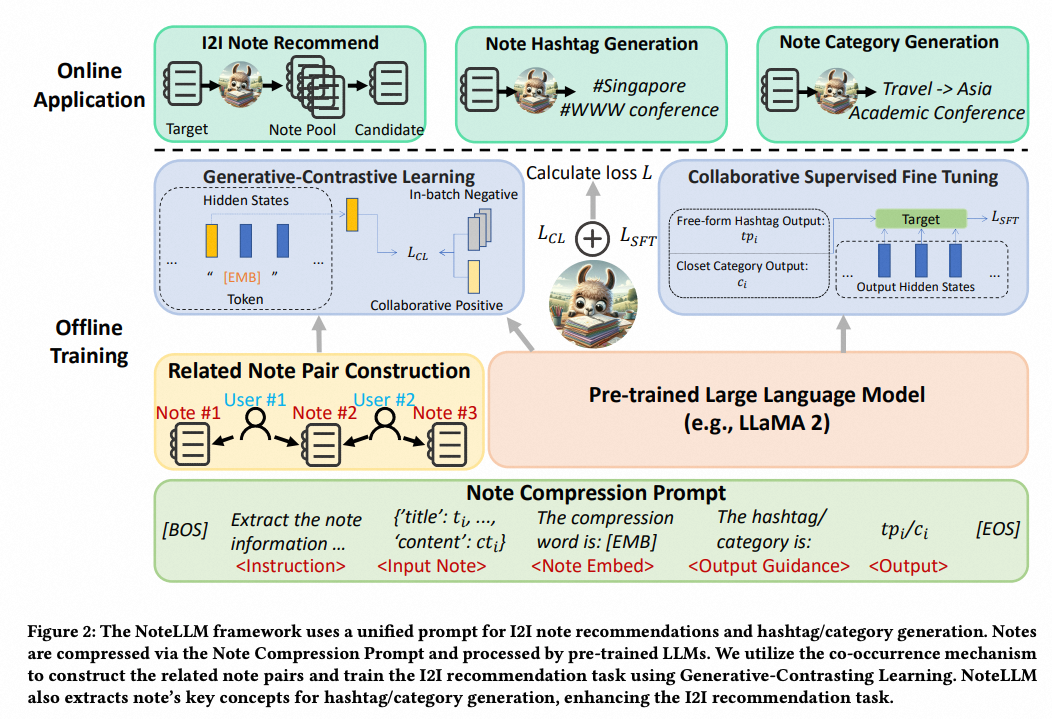 Online
Application
I2I Note Recommend
Target
Note Pool
Candidate
Note Hashtag Generation
#Singapore
#WWW conference
Note Category Generation
Travel -> Asia
Academic Conference
Offline
Training
Generative-Contrastive Learning
Hidden States
... ...
“ [EMB] ”
Token
In-batch Negative
L_CL
Collaborative Positive
Calculate loss L
L_CL + L_SFT
Collaborative Supervised Fine Tuning
Free-form Hashtag Output:
tp_i
Closet Category Output:
c_i
Target
L_SFT
... ...
Output Hidden States
Related Note Pair Construction
User #1 User #2
Note #1 Note #2 Note #3
Pre-trained Large Language Model
(e.g., LLaMA 2)
Note Compression Prompt
[BOS]
Extract the note
information ...
<Instruction>
{'title': t_i, ...,
‘content’: ct_i}
<Input Note>
The compression
word is: [EMB]
<Note Embed>
The hashtag/
category is:
<Output Guidance>
tp_i/c_i
<Output>
[EOS]
Figure 2: The NoteLLM framework uses a unified prompt for I2I note recommendations and hashtag/category generation. Notes
are compressed via the Note Compression Prompt and processed by pre-trained LLMs. We utilize the co-occurrence mechanism
to construct the related note pairs and train the I2I recommendation task using Generative-Contrasting Learning. NoteLLM
also extracts note's key concepts for hashtag/category generation, enhancing the I2I recommendation task.